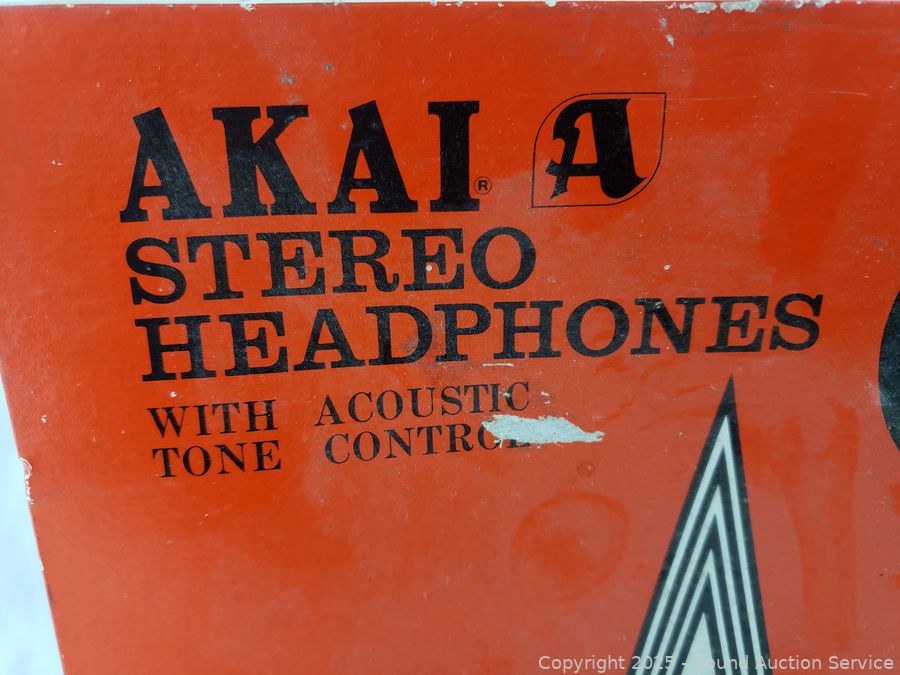 AKAI® A
STEREO
HEADPHONES
WITH ACOUSTIC
TONE CONTROL
Copyright 2015 - Sound Auction Service